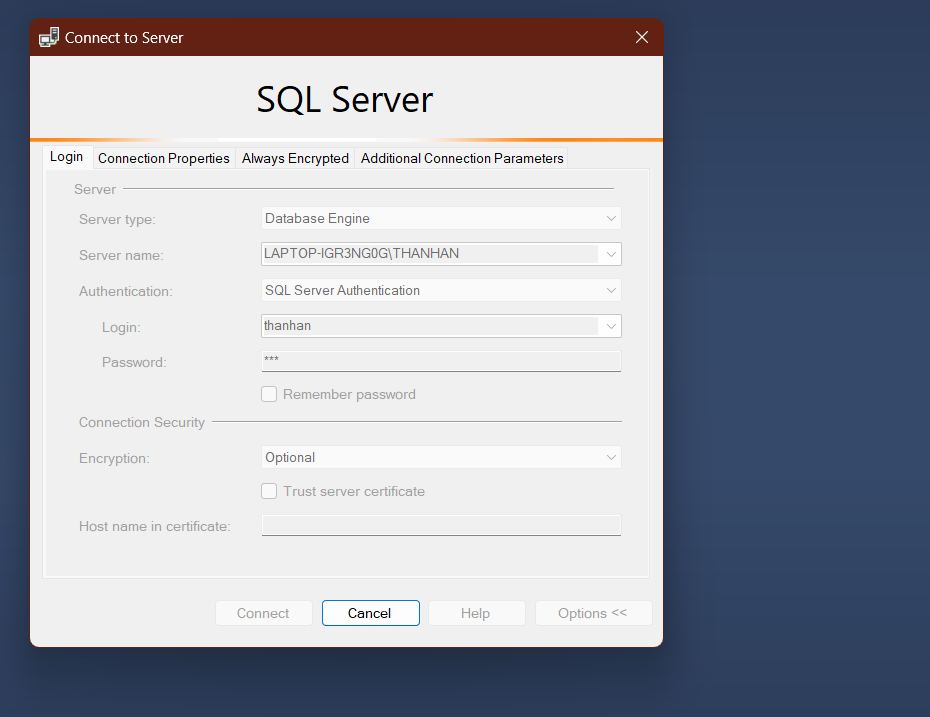 Connect to Server
SQL Server
Login Connection Properties Always Encrypted Additional Connection Parameters
Server
Server type: Database Engine
Server name: LAPTOP-IGR3NG0G\THANHAN
Authentication: SQL Server Authentication
Login: thanhan
Password: ***
Remember password
Connection Security
Encryption: Optional
Trust server certificate
Host name in certificate:
Connect Cancel Help Options <<